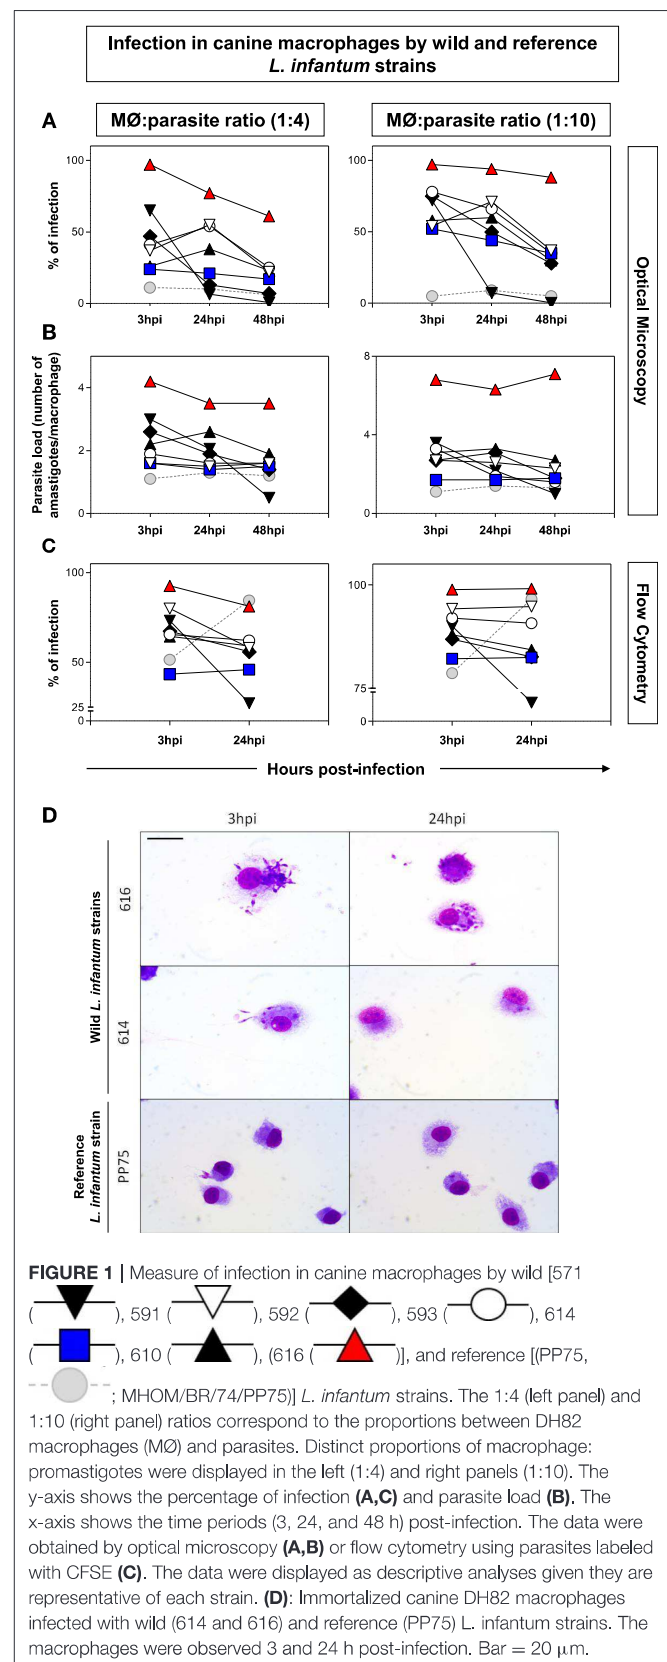 Infection in canine macrophages by wild and reference
L. infantum strains
A
MØ:parasite ratio (1:4)
MØ:parasite ratio (1:10)
% of infection
100
50
0
3hpi
24hpi
48hpi
100
50
0
3hpi
24hpi
48hpi
Optical Microscopy
B
Parasite load (number of
amastigotes/macrophage)
4
2
0
3hpi
24hpi
48hpi
8
4
0
3hpi
24hpi
48hpi
C
% of infection
100
50
25
0
3hpi
24hpi
100
75
0
3hpi
24hpi
Flow Cytometry
Hours post-infection
D
3hpi
24hpi
Wild L. infantum strains
616
614
Reference
L. infantum strain
PP75
FIGURE 1 | Measure of infection in canine macrophages by wild [571
( ), 591 ( ), 592 ( ), 593 ( ), 614
( ), 610 ( ), (616 ( )], and reference [(PP75,
; MHOM/BR/74/PP75)] L. infantum strains. The 1:4 (left panel) and
1:10 (right panel) ratios correspond to the proportions between DH82
macrophages (MØ) and parasites. Distinct proportions of macrophage:
promastigotes were displayed in the left (1:4) and right panels (1:10). The
y-axis shows the percentage of infection (A,C) and parasite load (B). The
x-axis shows the time periods (3, 24, and 48 h) post-infection. The data were
obtained by optical microscopy (A,B) or flow cytometry using parasites labeled
with CFSE (C). The data were displayed as descriptive analyses given they are
representative of each strain. (D): Immortalized canine DH82 macrophages
infected with wild (614 and 616) and reference (PP75) L. infantum strains. The
macrophages were observed 3 and 24 h post-infection. Bar = 20 μm.